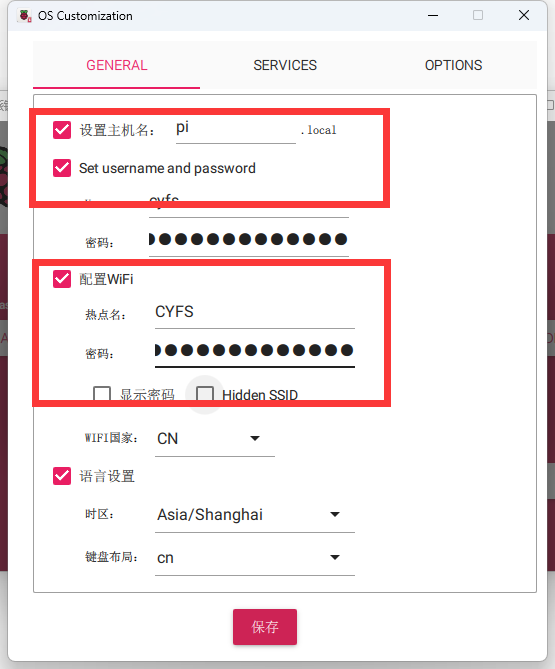 OS Customization
GENERAL SERVICES OPTIONS
设置主机名： pi .local
Set username and password
cyfs
密码：
配置WiFi
热点名： CYFS
密码：
显示密码 Hidden SSID
WIFI国家： CN
语言设置
时区： Asia/Shanghai
键盘布局： cn
保存